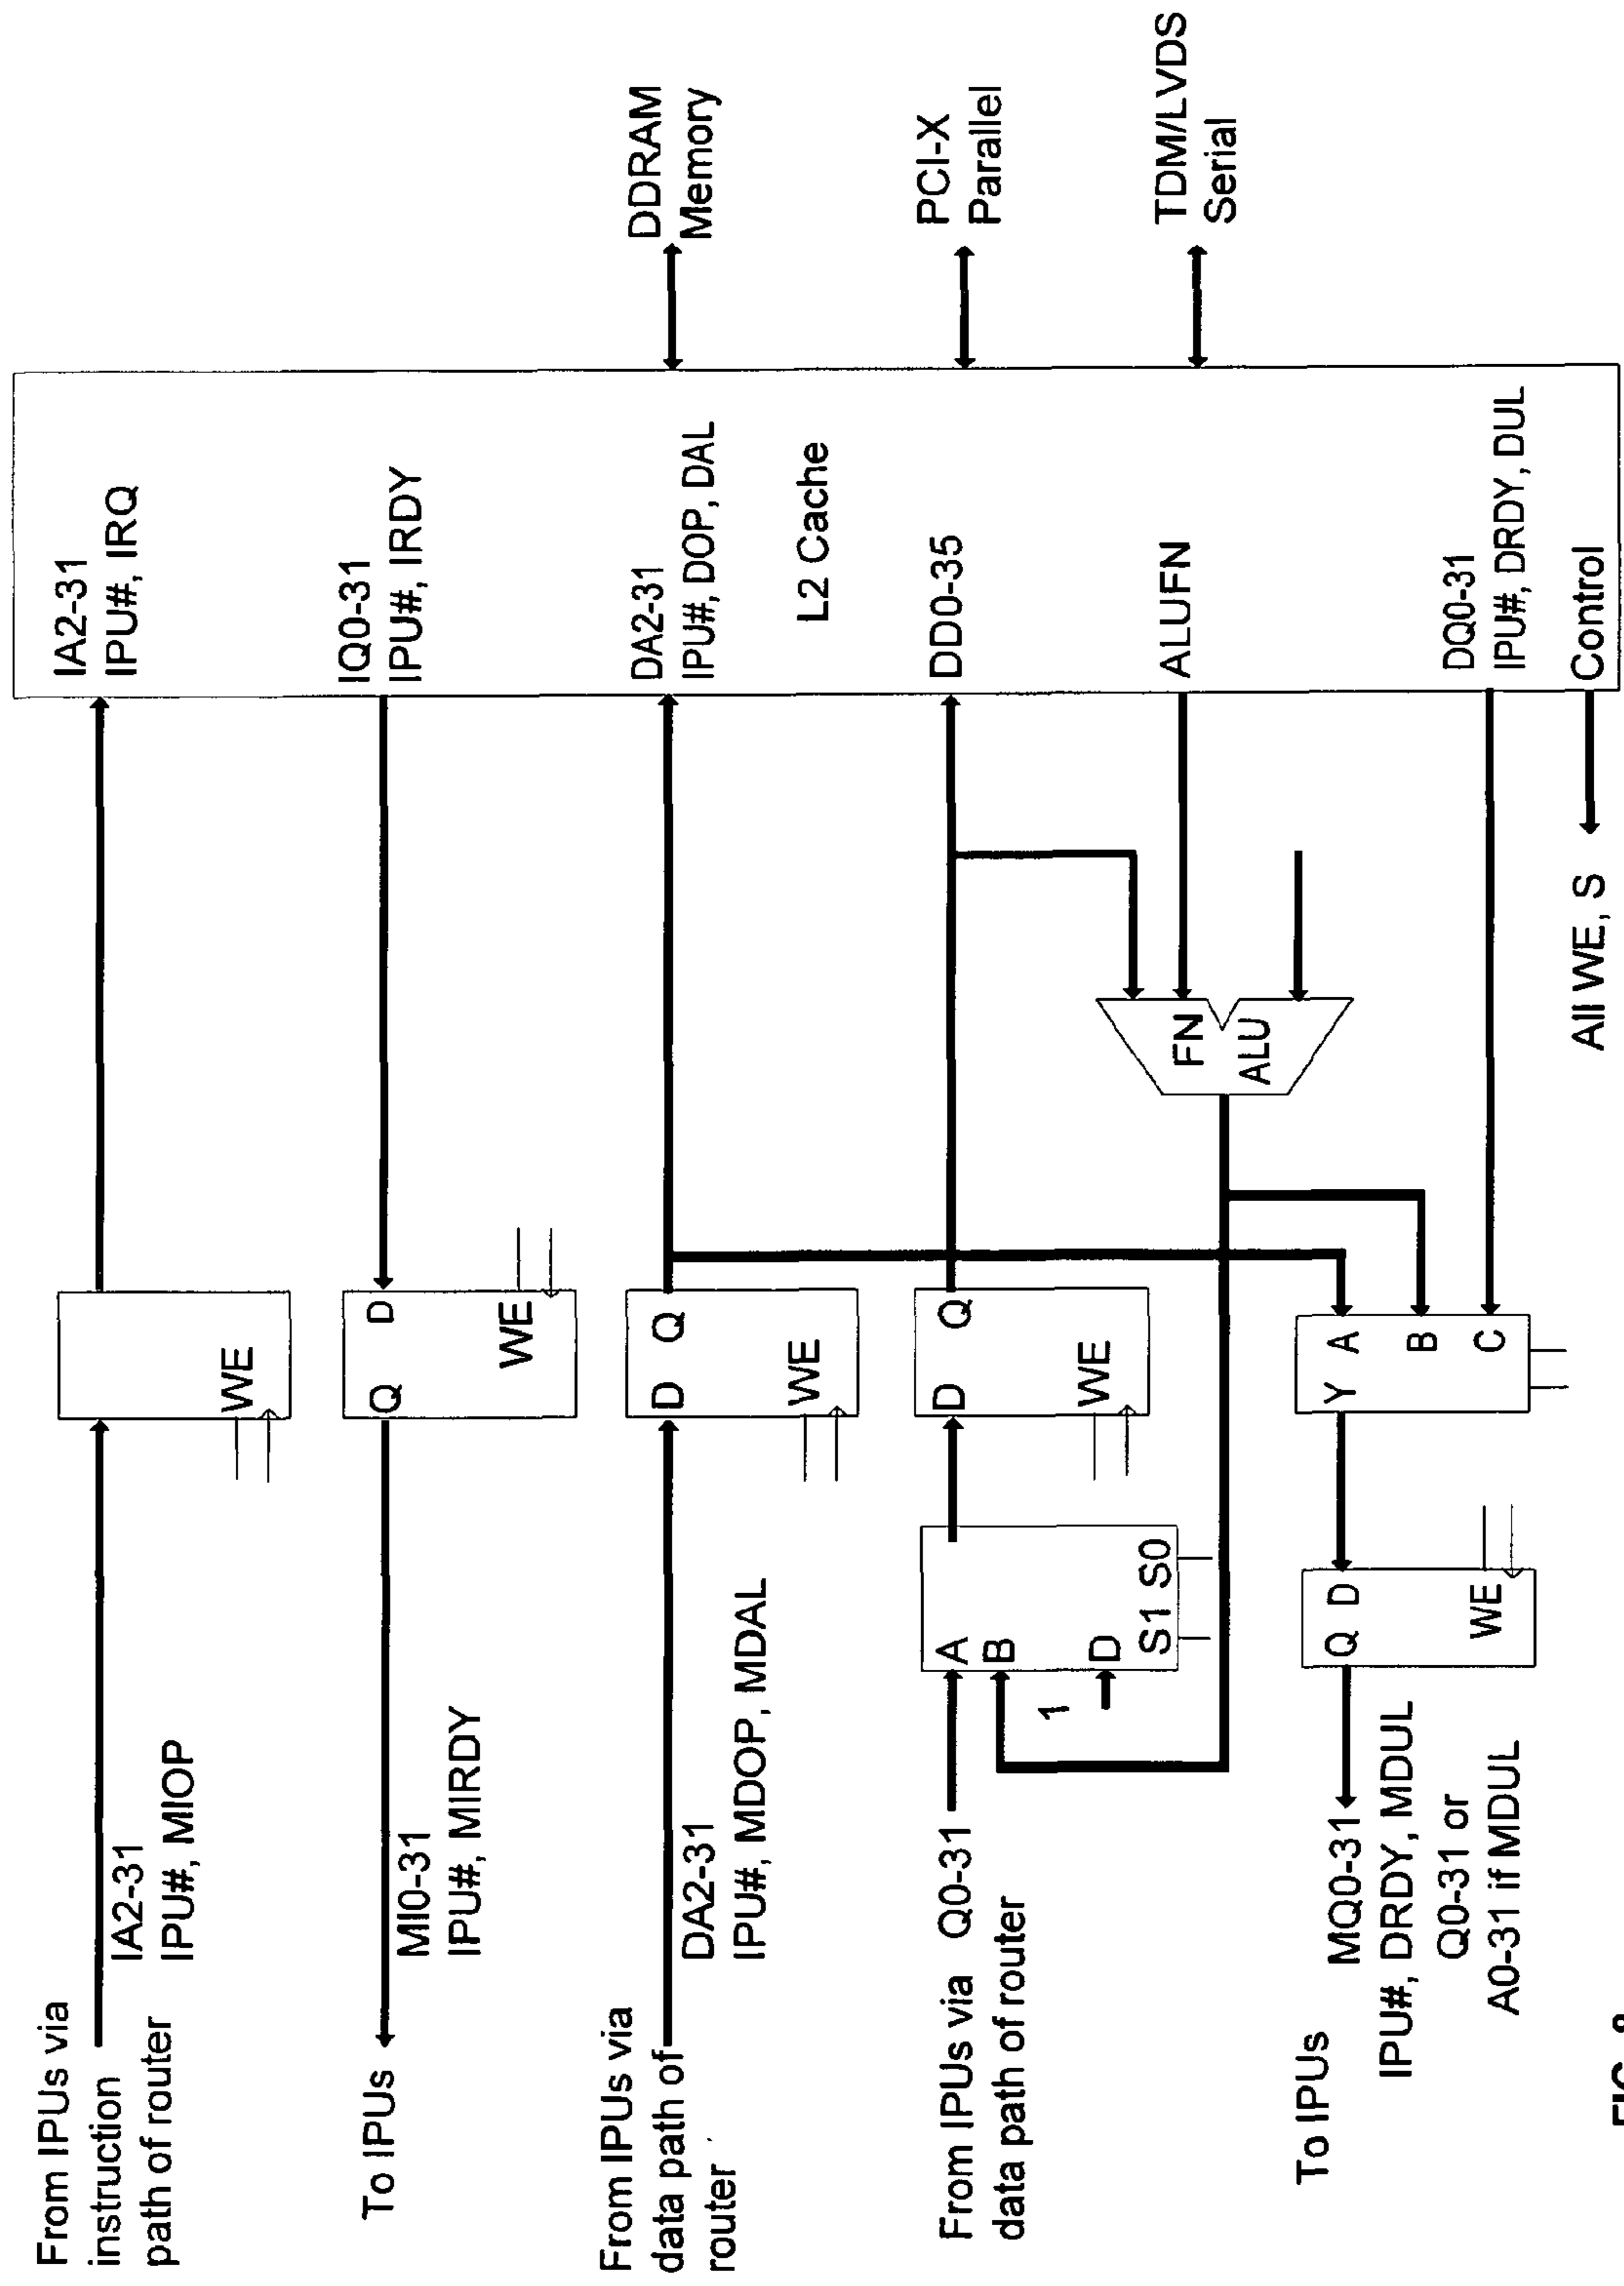 From IPUs via
instruction
path of router
IA2-31
IPU#, MIOP
WE
IA2-31
IPU#, IRQ
To IPUs
MI0-31
IPU#, MIRDY
Q D
WE
IQ0-31
IPU#, IRDY
From IPUs via
data path of
router
DA2-31
IPU#, MDOP, MDAL
D Q
WE
DA2-31
IPU#, DOP, DAL
DDRAM
Memory
L2 Cache
From IPUs via
data path of router
Q0-31
A
B
1
D
S1 S0
D Q
WE
DD0-35
PCI-X
Parallel
FN
ALU
ALUFN
TDM/LVDS
Serial
To IPUs
MQ0-31
IPU#, DRDY, MDUL
Q0-31 or
A0-31 if MDUL
Q D
WE
Y A
B
C
DQ0-31
IPU#, DRDY, DUL
All WE, S
Control